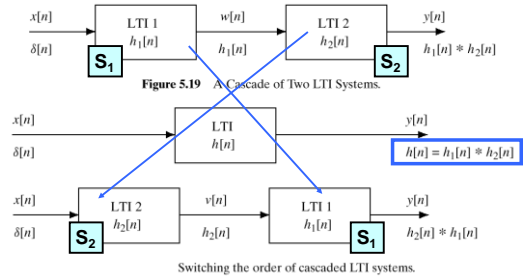 x[n] LTI 1 w[n] LTI 2 y[n]
δ[n] h₁[n] h₁[n] h₂[n] h₁[n] * h₂[n]
S₁ S₂
Figure 5.19 A Cascade of Two LTI Systems.
x[n] LTI y[n]
δ[n] h[n] h[n] = h₁[n] * h₂[n]
x[n] LTI 2 v[n] LTI 1 y[n]
δ[n] h₂[n] h₂[n] h₁[n] h₂[n] * h₁[n]
S₂ S₁
Switching the order of cascaded LTI systems.